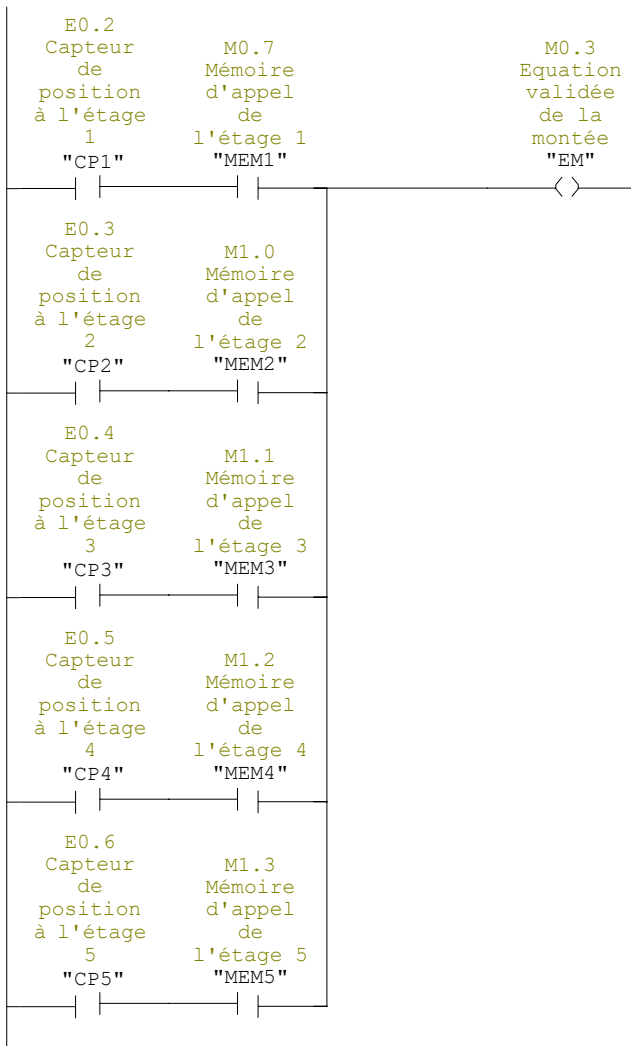 E0.2
Capteur
de
position
à l'étage
1
"CP1"
M0.7
Mémoire
d'appel
de
l'étage 1
"MEM1"
M0.3
Equation
validée
de la
montée
"EM"
E0.3
Capteur
de
position
à l'étage
2
"CP2"
M1.0
Mémoire
d'appel
de
l'étage 2
"MEM2"
E0.4
Capteur
de
position
à l'étage
3
"CP3"
M1.1
Mémoire
d'appel
de
l'étage 3
"MEM3"
E0.5
Capteur
de
position
à l'étage
4
"CP4"
M1.2
Mémoire
d'appel
de
l'étage 4
"MEM4"
E0.6
Capteur
de
position
à l'étage
5
"CP5"
M1.3
Mémoire
d'appel
de
l'étage 5
"MEM5"